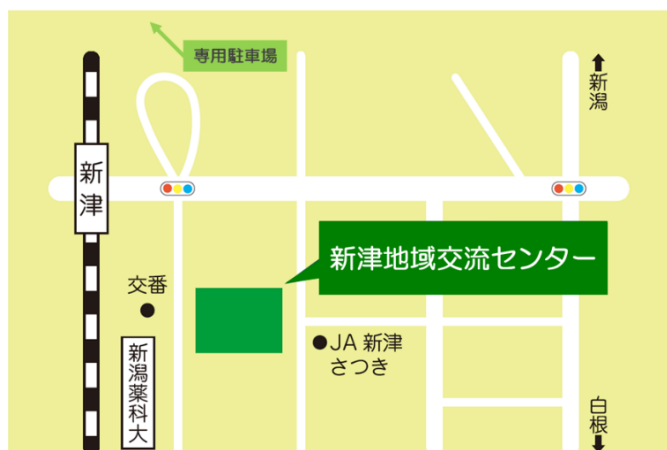 専用駐車場
新潟
新津
新津地域交流センター
交番
JA 新津
さつき
新潟薬科大
白根